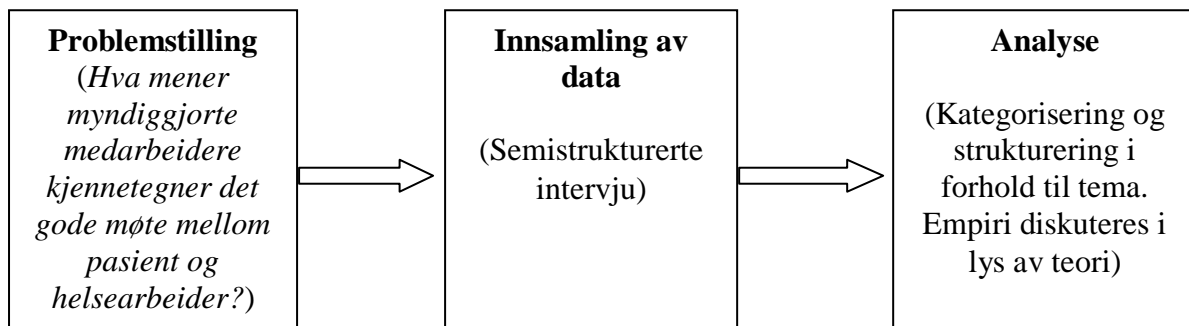 Problemstilling
(Hva mener
myndiggjorte
medarbeidere
kjennetegner det
gode møte mellom
pasient og
helsearbeider?)
Innsamling av
data
(Semistrukturerte
intervju)
Analyse
(Kategorisering og
strukturering i
forhold til tema.
Empiri diskuteres i
lys av teori)